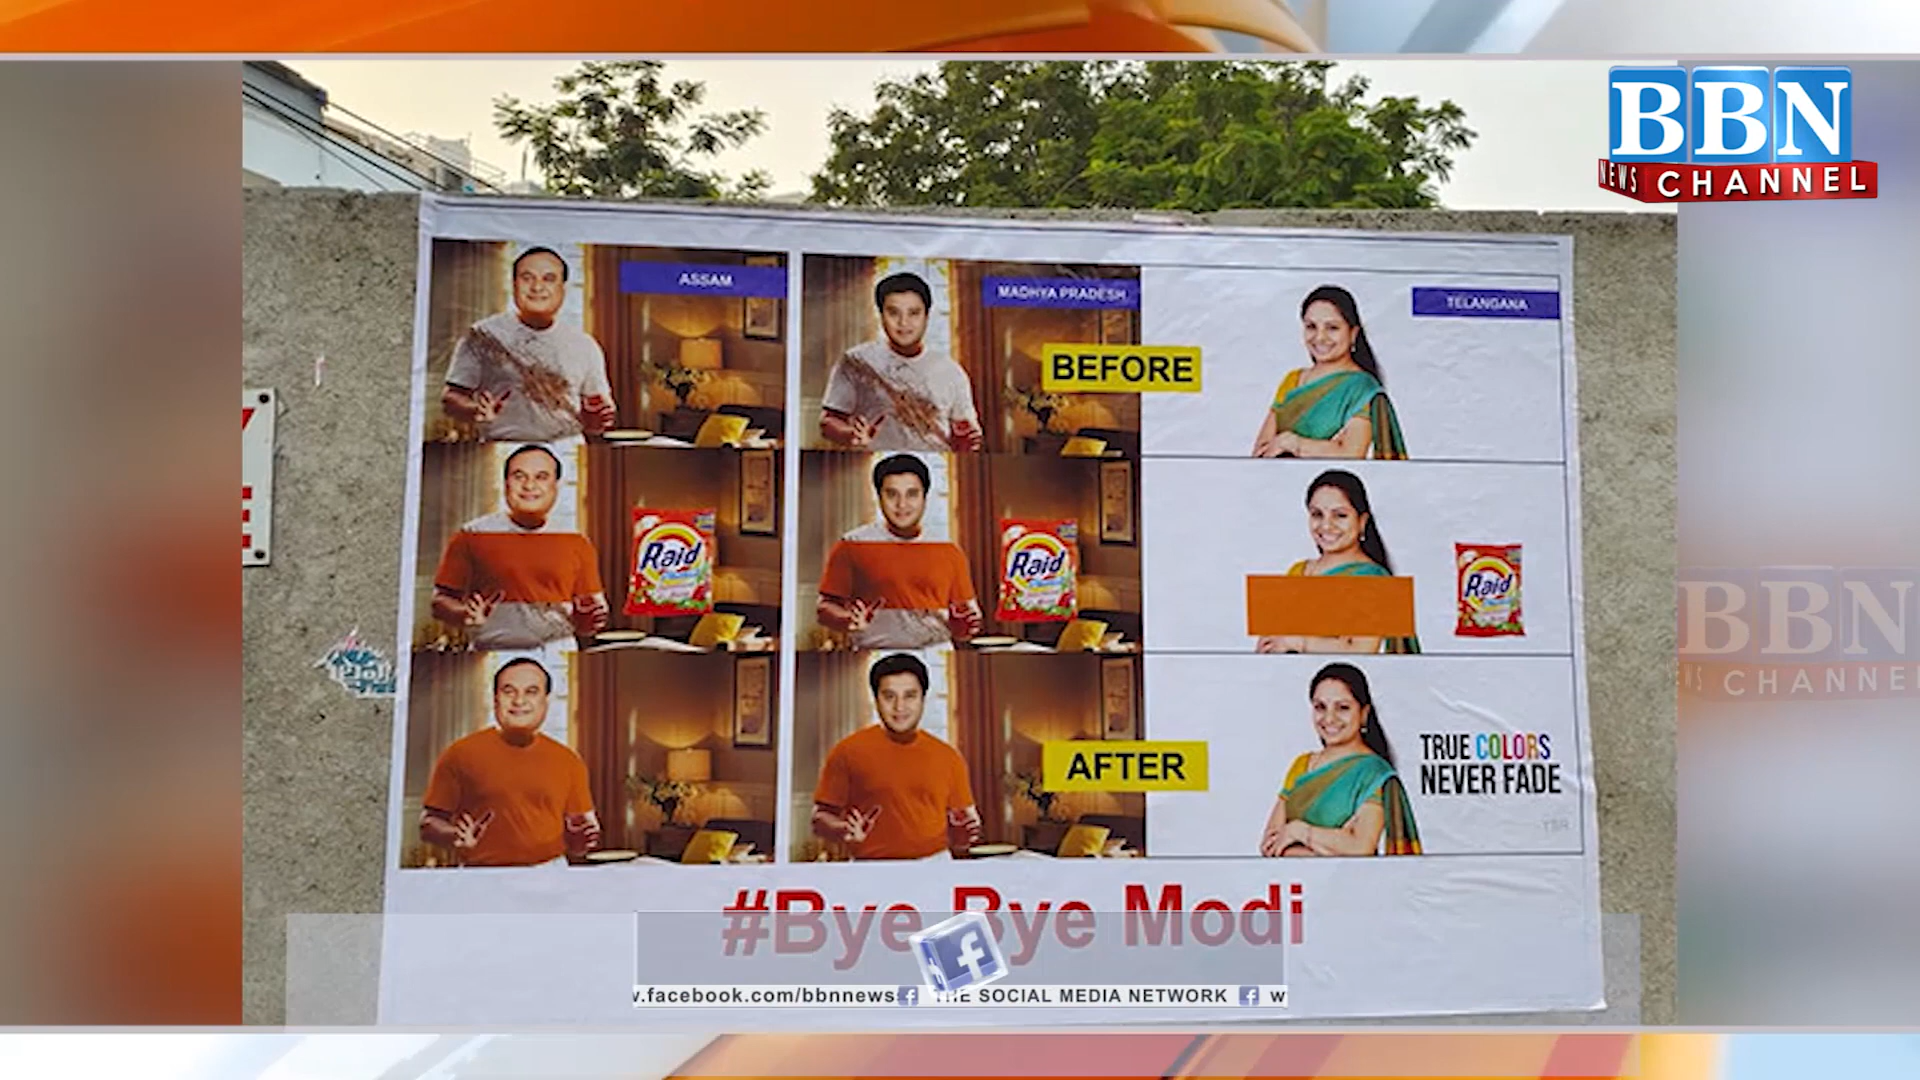 BBN
NEWS CHANNEL
ASSAM
MADHYA PRADESH
TELANGANA
BEFORE
Raid
Raid
Raid
BBN
CHANNE
AFTER
TRUE COLORS
NEVER FADE
#Bye Bye Modi
.facebook.com/bbnnews
THE SOCIAL MEDIA NETWORK
w